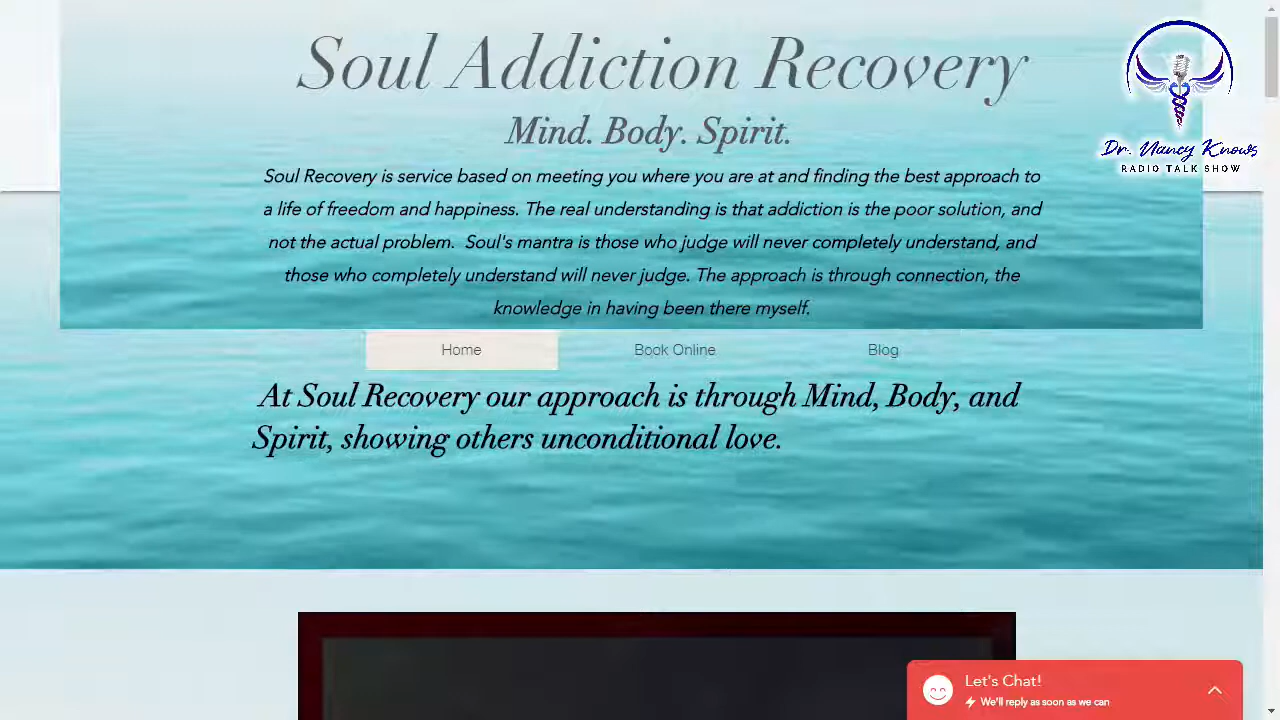 Soul Addiction Recovery
Mind. Body. Spirit.
Soul Recovery is service based on meeting you where you are at and finding the best approach to
a life of freedom and happiness. The real understanding is that addiction is the poor solution, and
not the actual problem.  Soul's mantra is those who judge will never completely understand, and
those who completely understand will never judge. The approach is through connection, the
knowledge in having been there myself.
Dr. Nancy Knows
RADIO TALK SHOW
Home
Book Online
Blog
At Soul Recovery our approach is through Mind, Body, and
Spirit, showing others unconditional love.
Let's Chat!
We'll reply as soon as we can